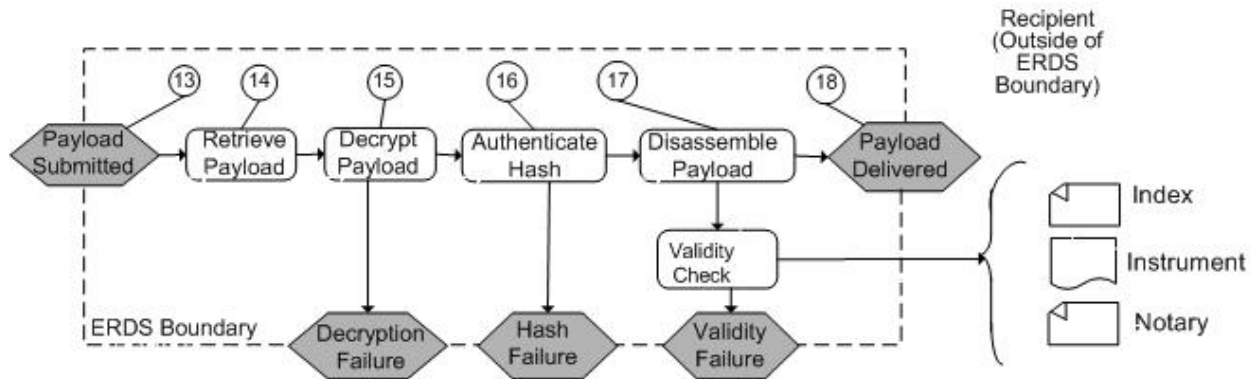 Recipient
(Outside of
ERDS
Boundary)
13
14
15
16
17
18
Payload
Submitted
Retrieve
Payload
Decrypt
Payload
Authenticate
Hash
Disassemble
Payload
Payload
Delivered
Index
Validity
Check
Instrument
ERDS Boundary
Decryption
Failure
Hash
Failure
Validity
Failure
Notary